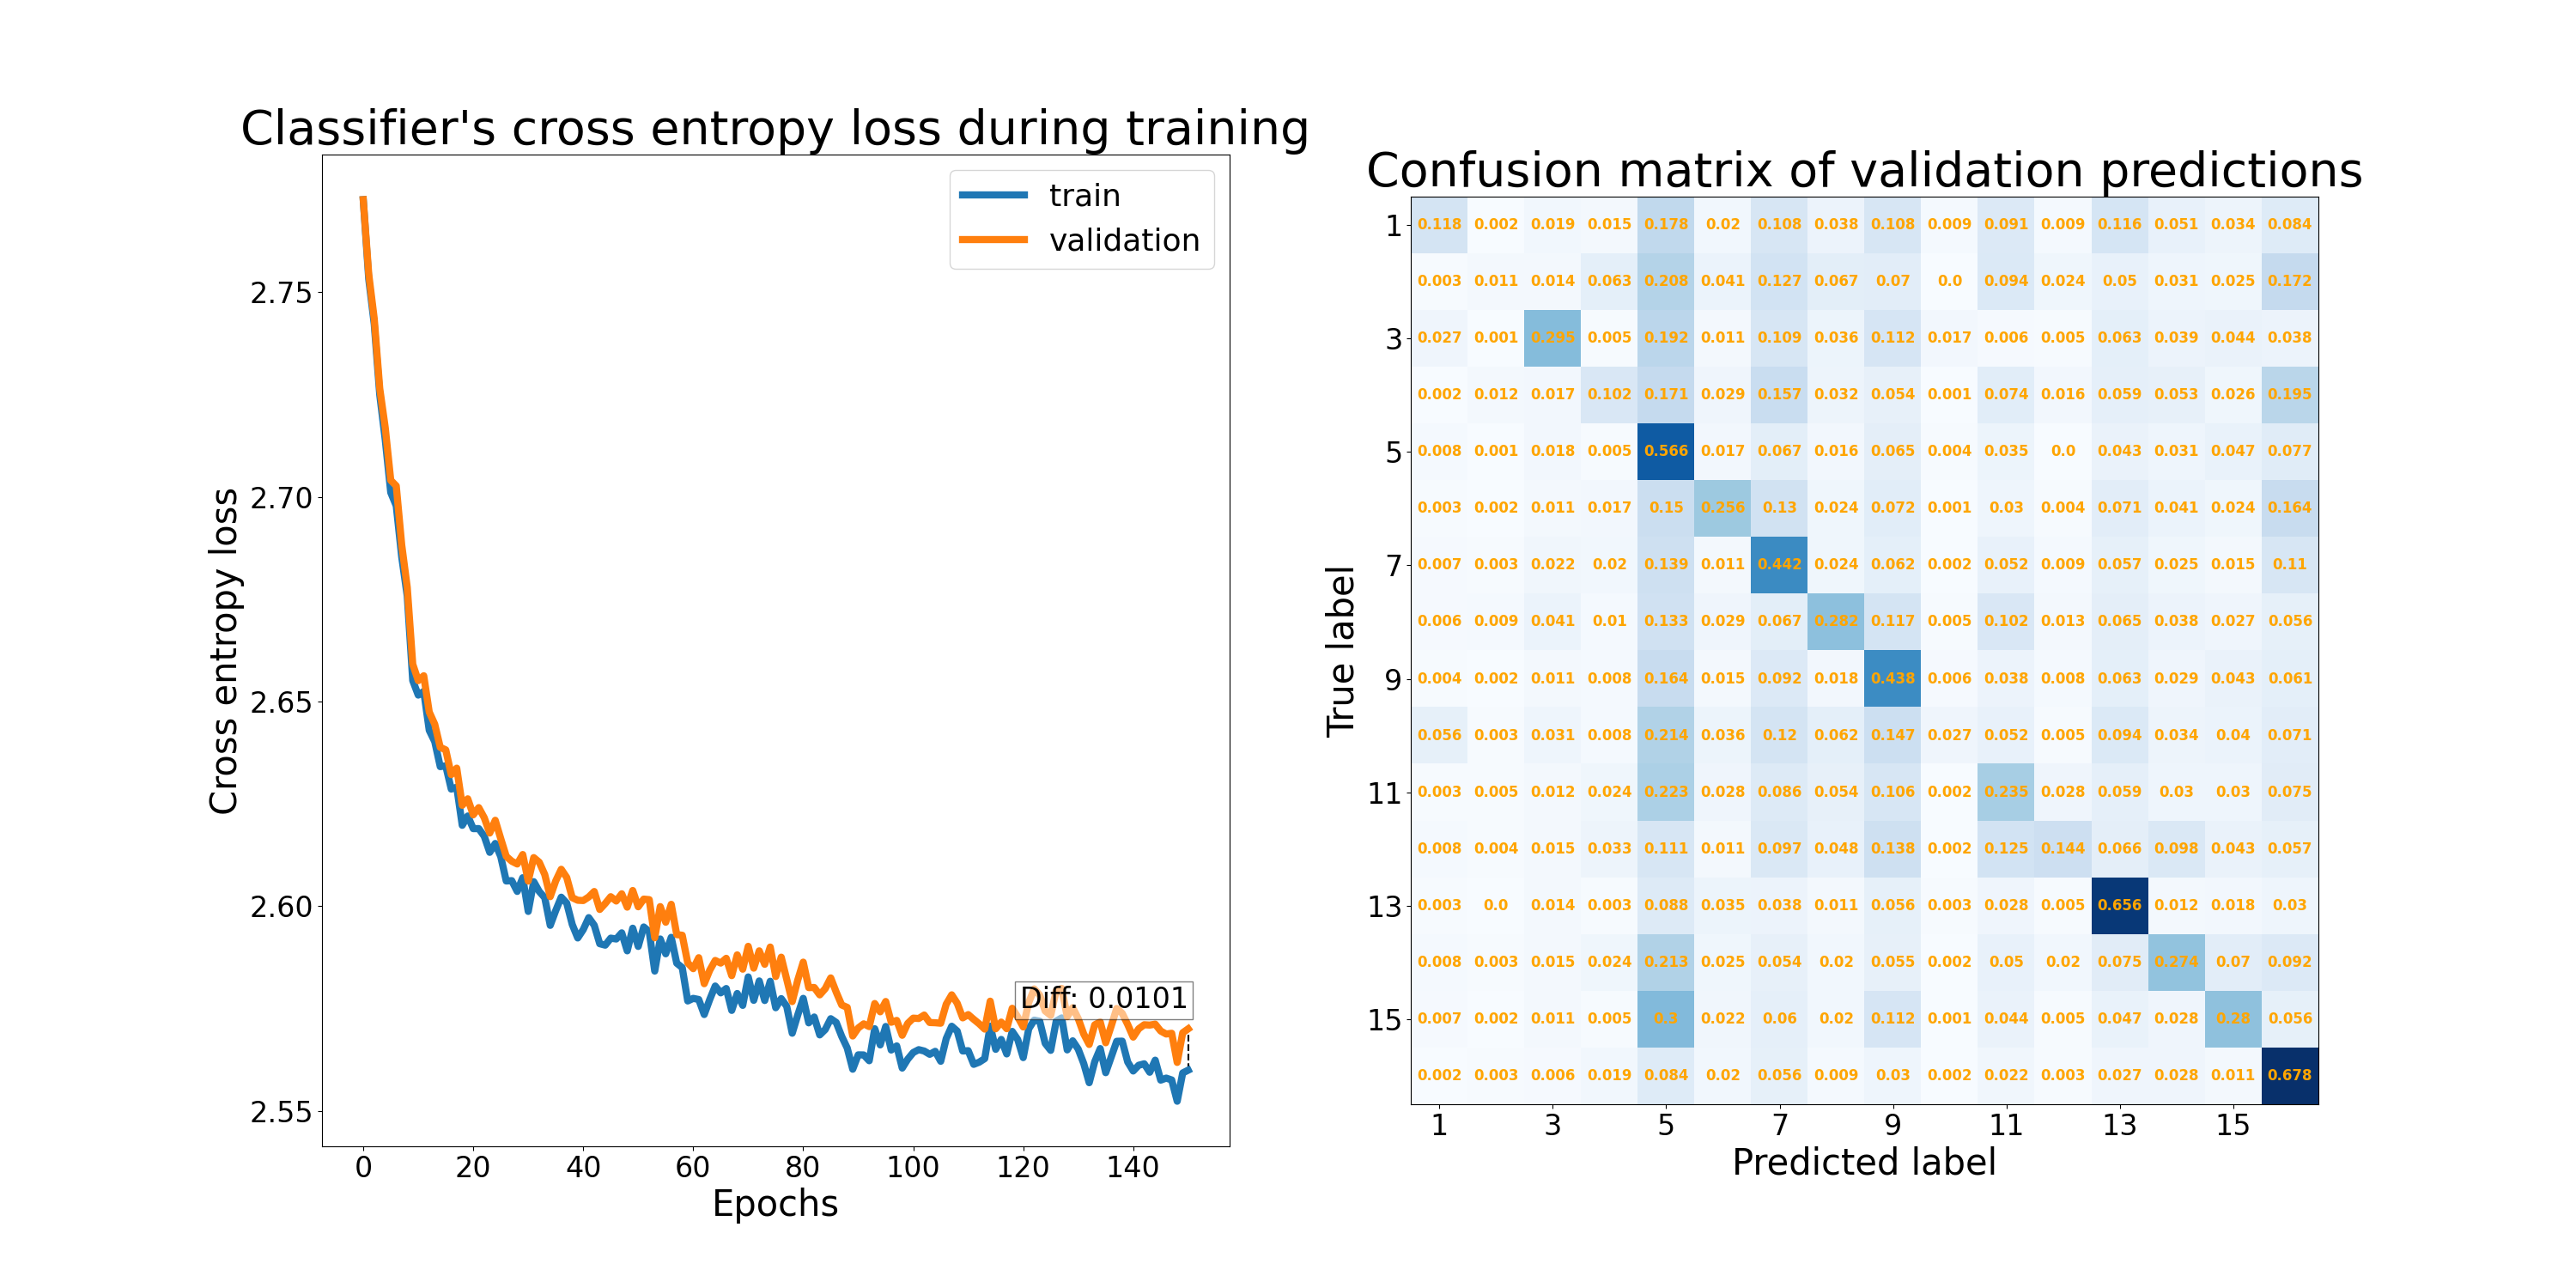 Classifier's cross entropy loss during training
train
validation
2.75
2.70
2.65
2.60
2.55
Cross entropy loss
Diff: 0.0101
0 20 40 60 80 100 120 140
Epochs
Confusion matrix of validation predictions
1 0.118 0.002 0.019 0.015 0.178 0.02 0.108 0.038 0.108 0.009 0.091 0.009 0.116 0.051 0.034 0.084
0.003 0.011 0.014 0.063 0.208 0.041 0.127 0.067 0.07 0.0 0.094 0.024 0.05 0.031 0.025 0.172
3 0.027 0.001 0.295 0.005 0.192 0.011 0.109 0.036 0.112 0.017 0.006 0.005 0.063 0.039 0.044 0.038
0.002 0.012 0.017 0.102 0.171 0.029 0.157 0.032 0.054 0.001 0.074 0.016 0.059 0.053 0.026 0.195
5 0.008 0.001 0.018 0.005 0.566 0.017 0.067 0.016 0.065 0.004 0.035 0.0 0.043 0.031 0.047 0.077
0.003 0.002 0.011 0.017 0.15 0.256 0.13 0.024 0.072 0.001 0.03 0.004 0.071 0.041 0.024 0.164
7 0.007 0.003 0.022 0.02 0.139 0.011 0.442 0.024 0.062 0.002 0.052 0.009 0.057 0.025 0.015 0.11
0.006 0.009 0.041 0.01 0.133 0.029 0.067 0.282 0.117 0.005 0.102 0.013 0.065 0.038 0.027 0.056
9 0.004 0.002 0.011 0.008 0.164 0.015 0.092 0.018 0.438 0.006 0.038 0.008 0.063 0.029 0.043 0.061
0.056 0.003 0.031 0.008 0.214 0.036 0.12 0.062 0.147 0.027 0.052 0.005 0.094 0.034 0.04 0.071
11 0.003 0.005 0.012 0.024 0.223 0.028 0.086 0.054 0.106 0.002 0.235 0.028 0.059 0.03 0.03 0.075
0.008 0.004 0.015 0.033 0.111 0.011 0.097 0.048 0.138 0.002 0.125 0.144 0.066 0.098 0.043 0.057
13 0.003 0.0 0.014 0.003 0.088 0.035 0.038 0.011 0.056 0.003 0.028 0.005 0.656 0.012 0.018 0.03
0.008 0.003 0.015 0.024 0.213 0.025 0.054 0.02 0.055 0.002 0.05 0.02 0.075 0.274 0.07 0.092
15 0.007 0.002 0.011 0.005 0.3 0.022 0.06 0.02 0.112 0.001 0.044 0.005 0.047 0.028 0.28 0.056
0.002 0.003 0.006 0.019 0.084 0.02 0.056 0.009 0.03 0.002 0.022 0.003 0.027 0.028 0.011 0.678
True label
1 3 5 7 9 11 13 15
Predicted label